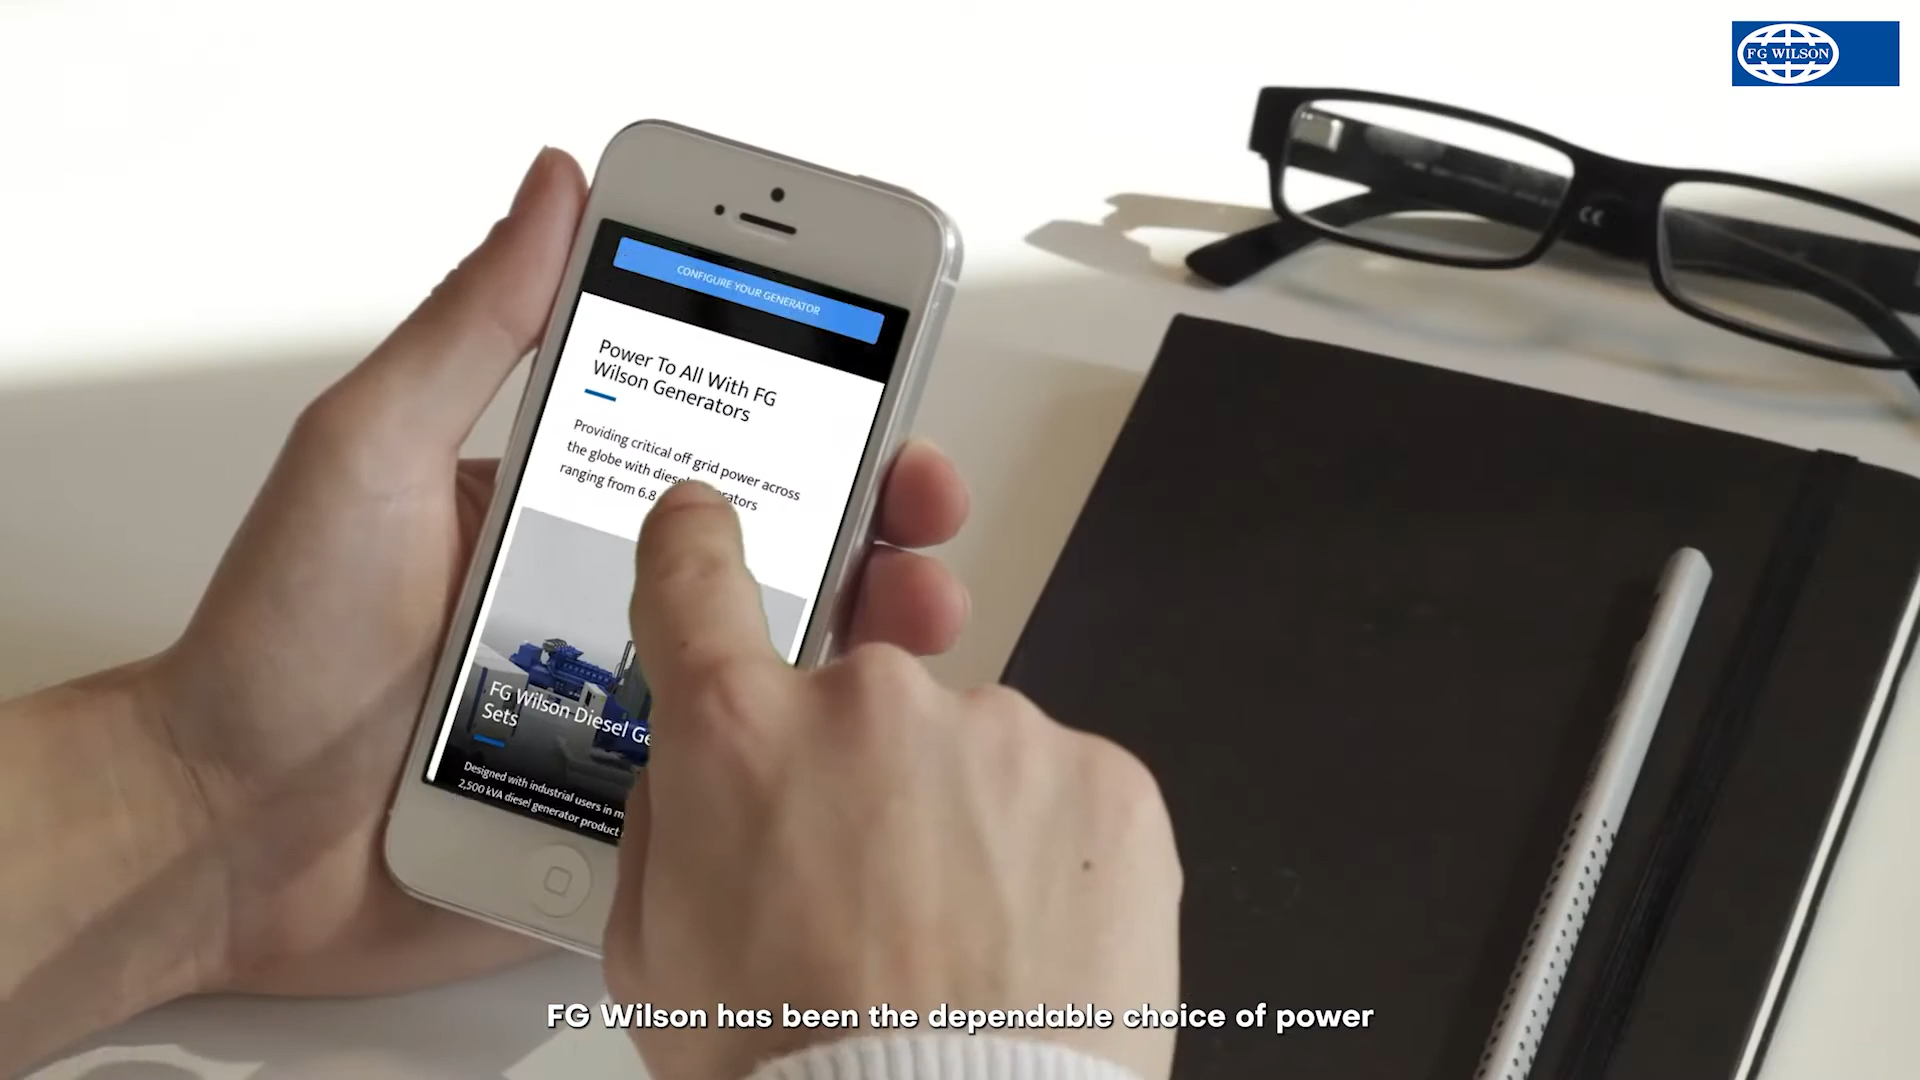 FG WILSON
CONFIGURE YOUR GENERATOR
Power To All With FG
Wilson Generators
Providing critical off grid power across
the globe with diesel
ranging from 6.8
FG Wilson Diesel
Sets
Designed with industrial users in
2,500 kVA diesel generator product
CE
FG Wilson has been the dependable choice of power